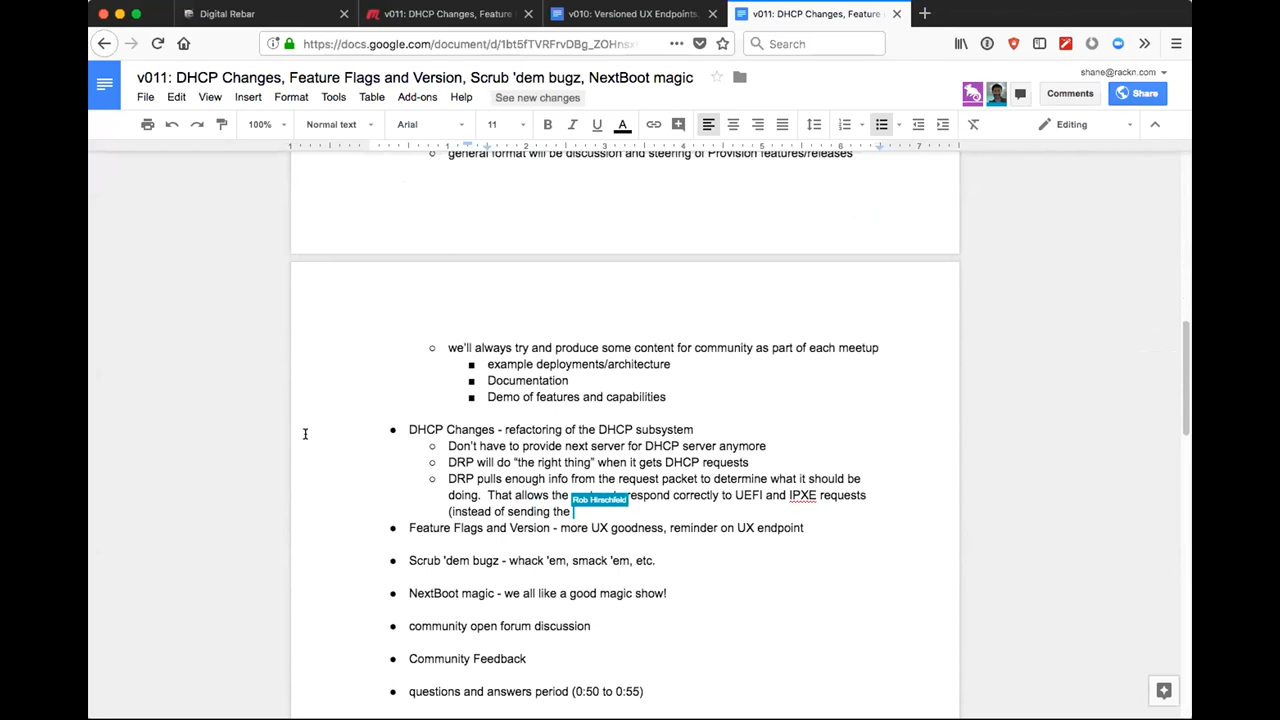 Digital Rebar
v011: DHCP Changes, Feature F
v010: Versioned UX Endpoints,
v011: DHCP Changes, Feature
https://docs.google.com/document/d/1bt5fTVRFrvDBg_ZOHnsx
Search
v011: DHCP Changes, Feature Flags and Version, Scrub 'dem bugz, NextBoot magic
shane@rackn.com
File Edit View Insert Format Tools Table Add-ons Help See new changes
Comments
Share
100% Normal text Arial 11
Editing
1 1 2 3 4 5 6 7
general format will be discussion and steering of Provision features/releases
we'll always try and produce some content for community as part of each meetup
example deployments/architecture
Documentation
Demo of features and capabilities
DHCP Changes - refactoring of the DHCP subsystem
Don't have to provide next server for DHCP server anymore
DRP will do “the right thing” when it gets DHCP requests
DRP pulls enough info from the request packet to determine what it should be
doing. That allows the respond correctly to UEFI and IPXE requests
Rob Hirschfeld
(instead of sending the
Feature Flags and Version - more UX goodness, reminder on UX endpoint
Scrub 'dem bugz - whack 'em, smack 'em, etc.
NextBoot magic - we all like a good magic show!
community open forum discussion
Community Feedback
questions and answers period (0:50 to 0:55)